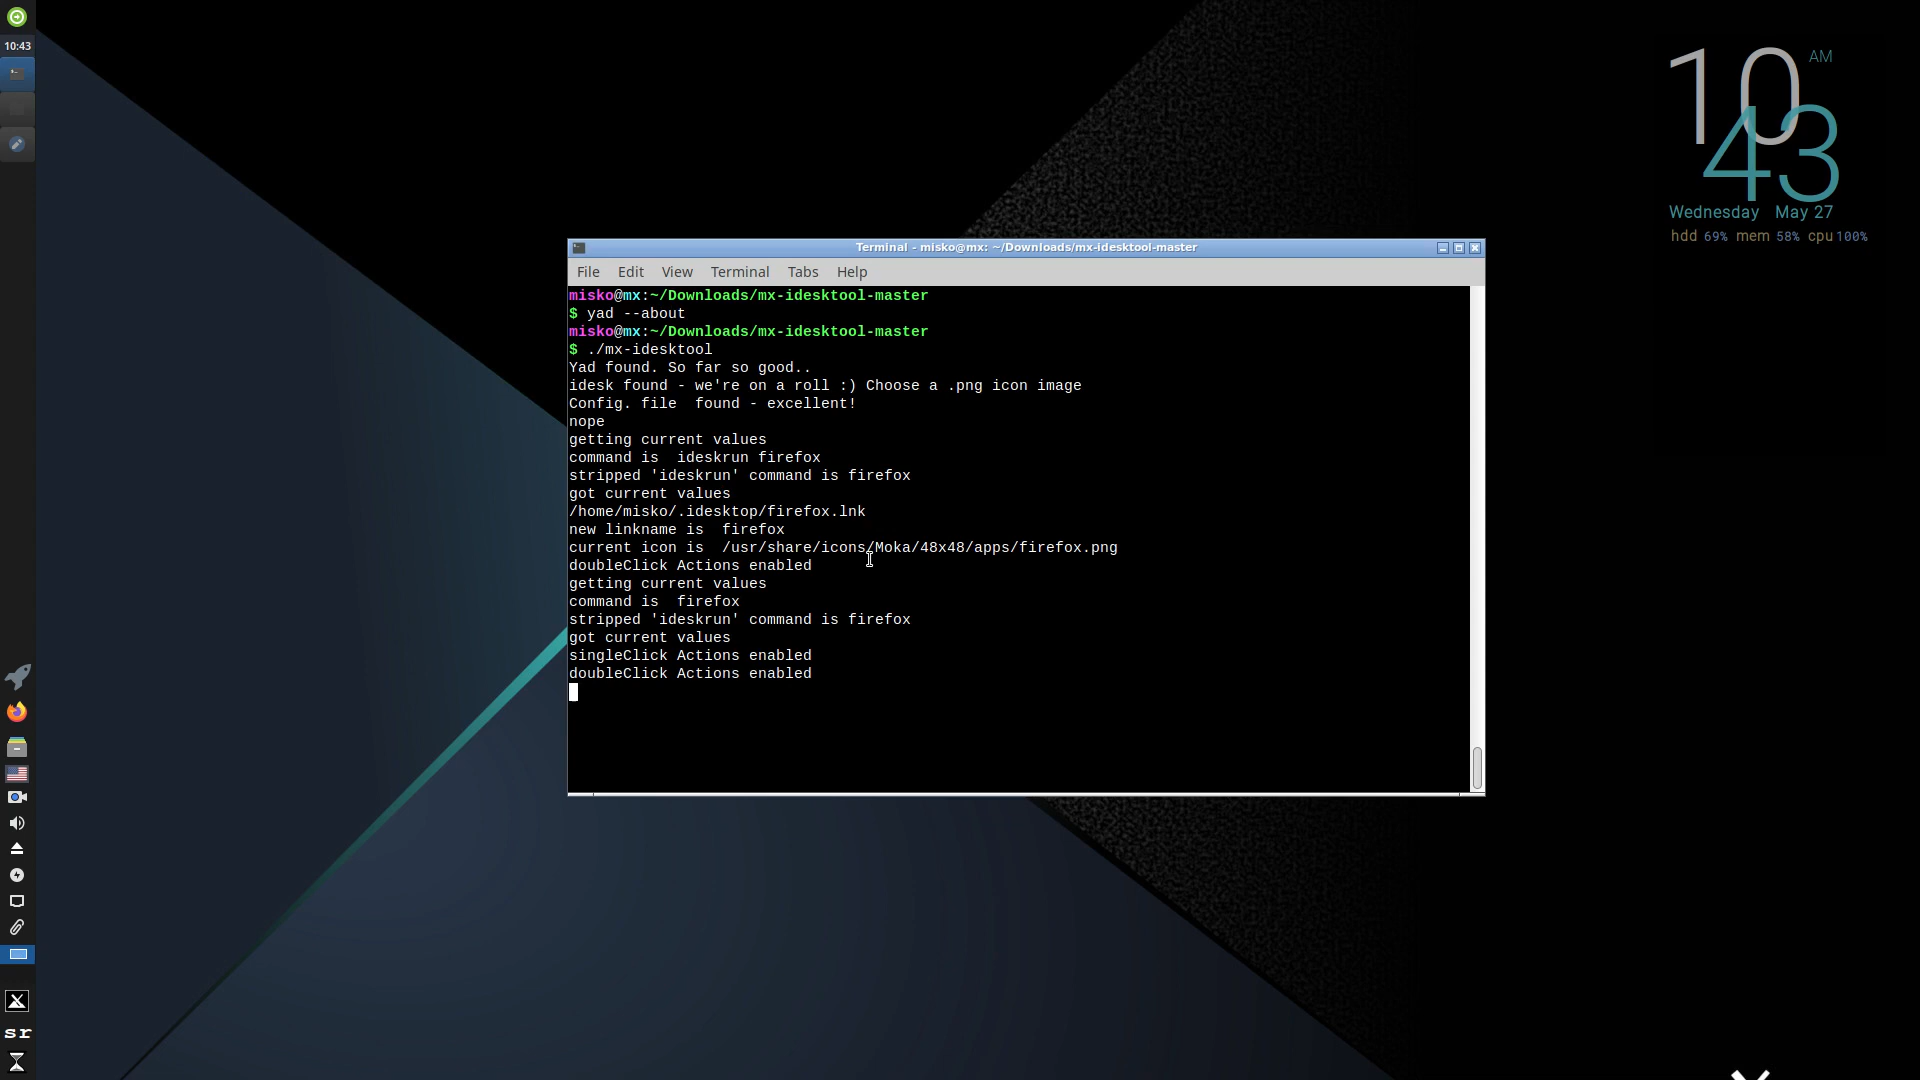 10:43
sr
Terminal - misko@mx: ~/Downloads/mx-idesktool-master
File Edit View Terminal Tabs Help
misko@mx:~/Downloads/mx-idesktool-master
$ yad --about
misko@mx:~/Downloads/mx-idesktool-master
$ ./mx-idesktool
Yad found. So far so good..
idesk found - we're on a roll :) Choose a .png icon image
Config. file  found - excellent!
nope
getting current values
command is  ideskrun firefox
stripped 'ideskrun' command is firefox
got current values
/home/misko/.idesktop/firefox.lnk
new linkname is  firefox
current icon is  /usr/share/icons/Moka/48x48/apps/firefox.png
doubleClick Actions enabled
getting current values
command is  firefox
stripped 'ideskrun' command is firefox
got current values
singleClick Actions enabled
doubleClick Actions enabled
10 AM
43
Wednesday May 27
hdd 69% mem 58% cpu 100%